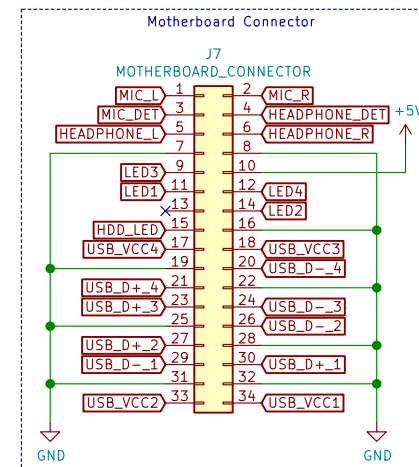 Motherboard Connector
J7
MOTHERBOARD_CONNECTOR
MIC_L 1 2 MIC_R
MIC_DET 3 4 HEADPHONE_DET +5V
HEADPHONE_L 5 6 HEADPHONE_R
7 8
LED3 9 10
LED1 11 12 LED4
13 14 LED2
HDD_LED 15 16
USB_VCC4 17 18 USB_VCC3
19 20 USB_D-_4
USB_D+_4 21 22
USB_D+_3 23 24 USB_D-_3
25 26 USB_D-_2
USB_D+_2 27 28
USB_D-_1 29 30 USB_D+_1
31 32
USB_VCC2 33 34 USB_VCC1
GND GND